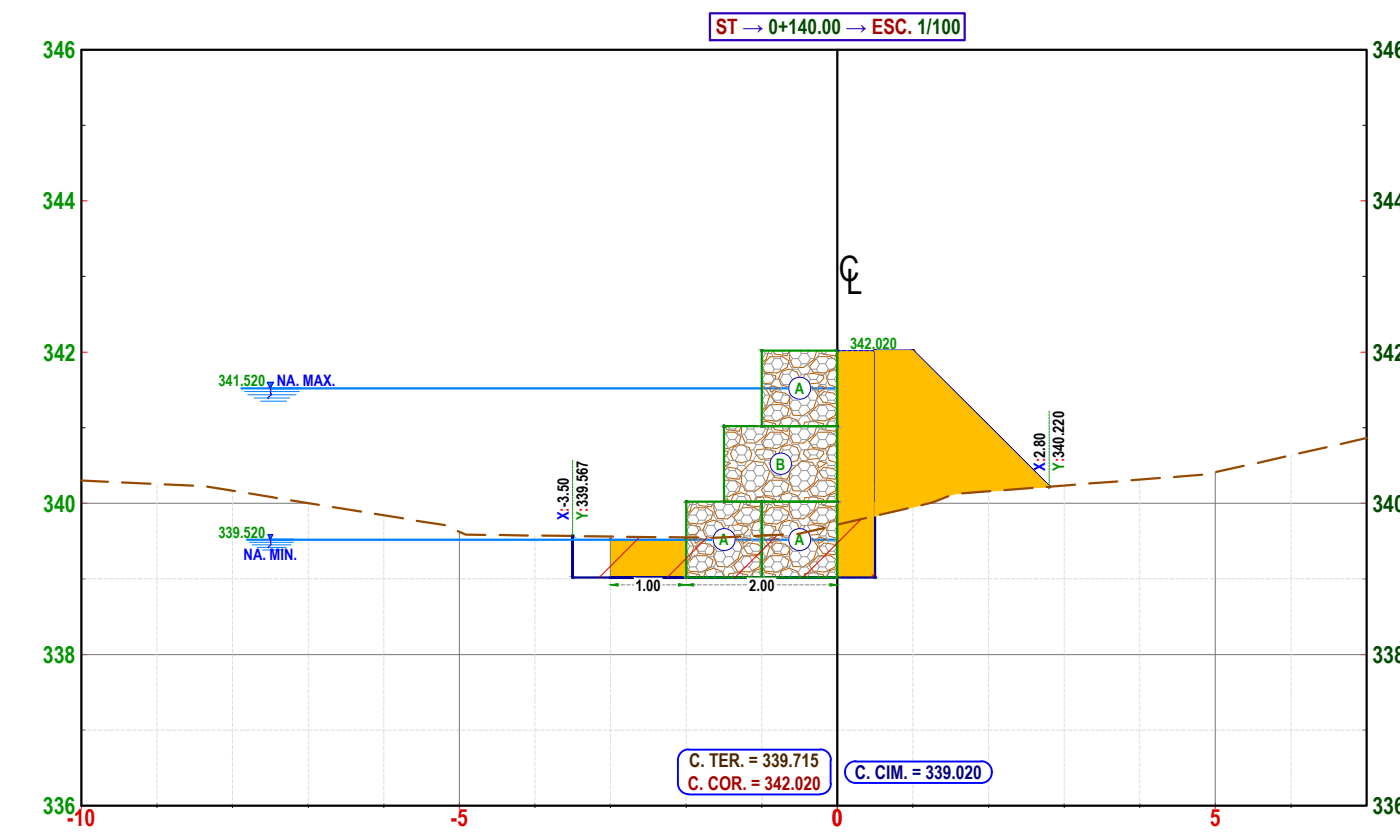 ST → 0+140.00 → ESC. 1/100
346
346
344
344
℄
342
342.020
342
341.520
NA. MAX.
A
X:2.80
Y:340.220
B
X:-3.50
Y:339.567
340
340
339.520
NA. MIN.
A
A
1.00
2.00
338
338
C. TER. = 339.715
C. COR. = 342.020
C. CIM. = 339.020
336
336
-10
-5
0
5